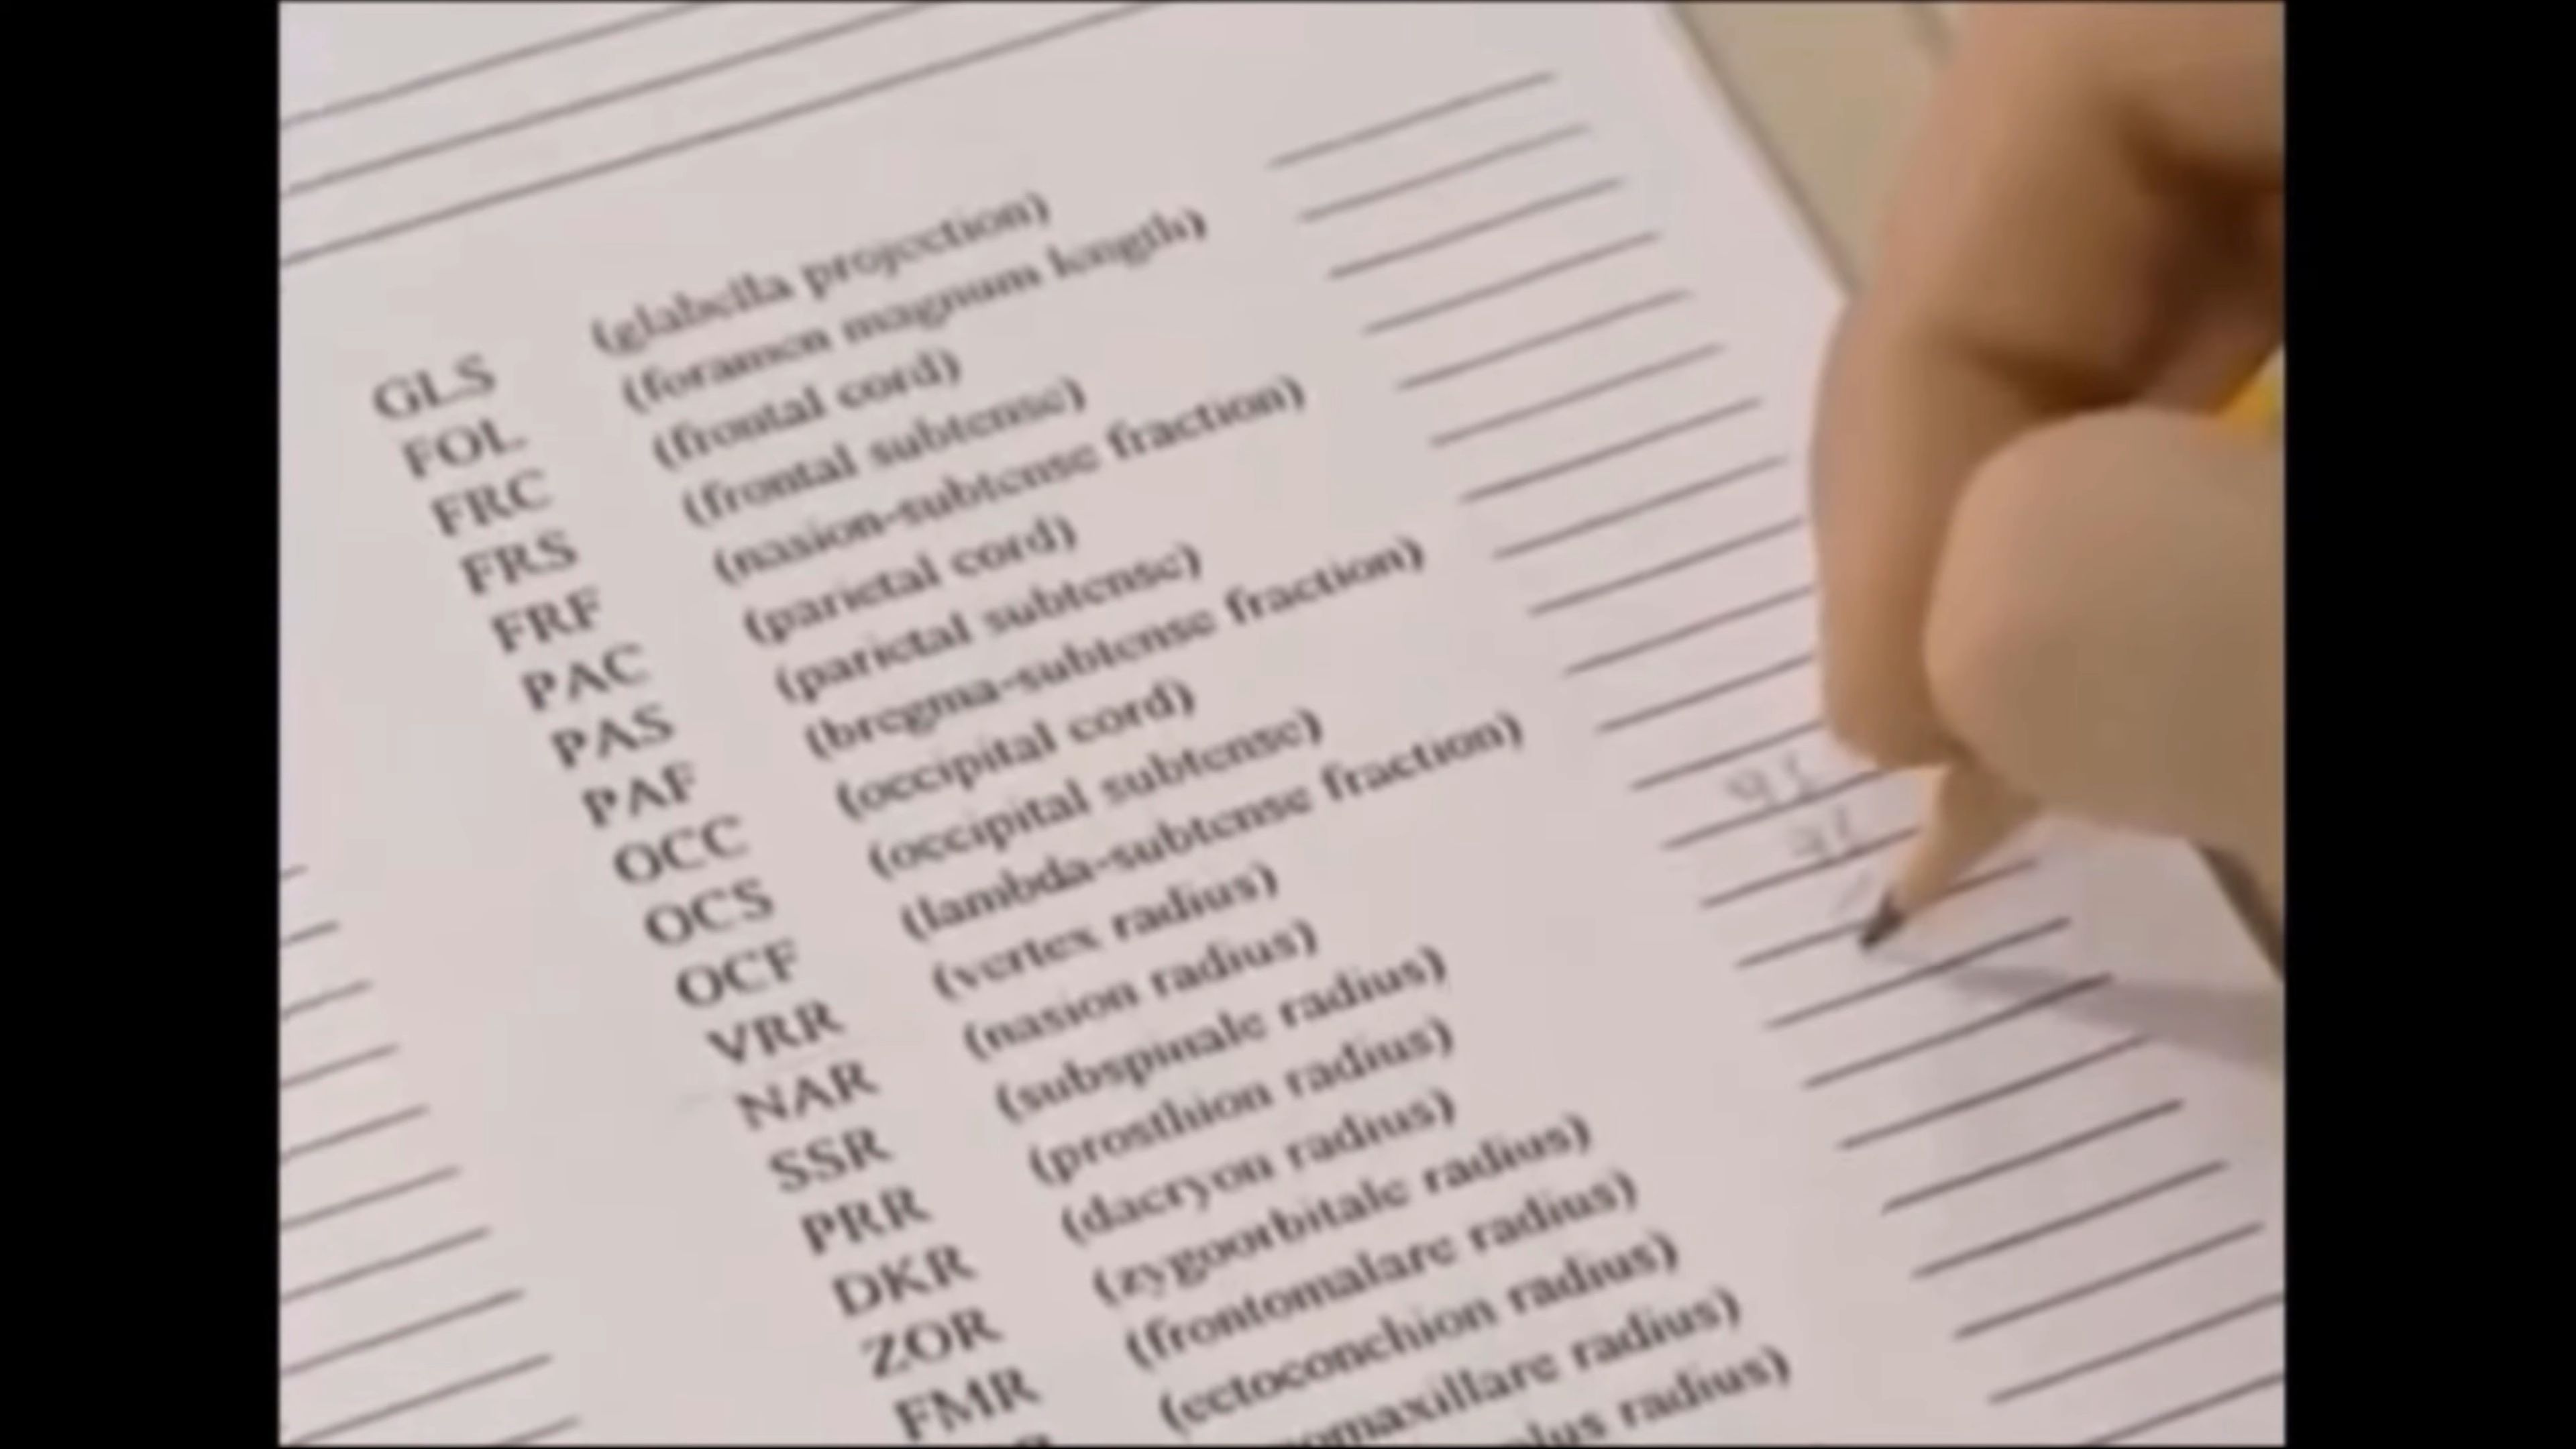 GLS (glabella projection)
FOL (foramen magnum length)
FRC (frontal cord)
FRS (frontal subtense)
FRF (nasion-subtense fraction)
PAC (parietal cord)
PAS (parietal subtense)
PAF (bregma-subtense fraction)
OCC (occipital cord)
OCS (occipital subtense)
OCF (lambda-subtense fraction)
VRR (vertex radius)
NAR (nasion radius)
SSR (subspinale radius)
PRR (prosthion radius)
DKR (dacryon radius)
ZOR (zygoorbitale radius)
FMR (frontomalare radius)
(ectoconchion radius)
radius)
radius)